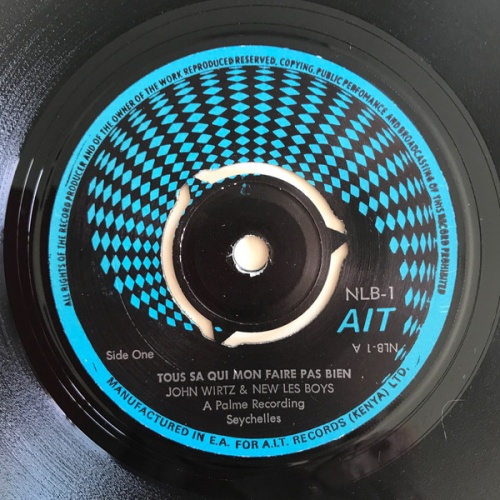 ALL RIGHTS OF THE RECORD PRODUCER AND OF THE OWNER OF THE WORK REPRODUCED RESERVED, COPYING, PUBLIC PERFOMANCE AND BROADCASTING OF THIS RECORD PROHIBITED
NLB-1
AIT
NLB-1 A
Side One
TOUS SA QUI MON FAIRE PAS BIEN
JOHN WIRTZ & NEW LES BOYS
A Palme Recording
Seychelles
MANUFACTURED IN E.A. FOR A.I.T. RECORDS (KENYA) LTD.